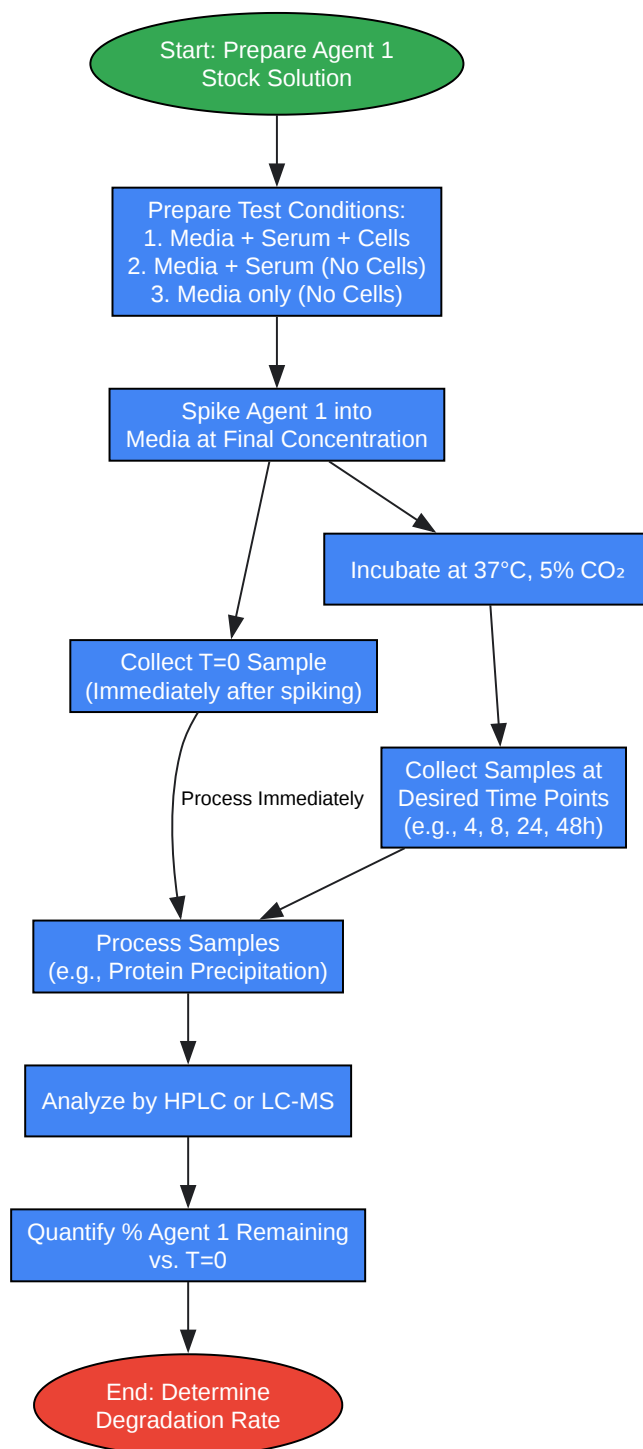 Start: Prepare Agent 1
Stock Solution
Prepare Test Conditions:
1. Media + Serum + Cells
2. Media + Serum (No Cells)
3. Media only (No Cells)
Spike Agent 1 into
Media at Final Concentration
Incubate at 37°C, 5% CO₂
Collect T=0 Sample
(Immediately after spiking)
Collect Samples at
Desired Time Points
(e.g., 4, 8, 24, 48h)
Process Immediately
Process Samples
(e.g., Protein Precipitation)
Analyze by HPLC or LC-MS
Quantify % Agent 1 Remaining
vs. T=0
End: Determine
Degradation Rate